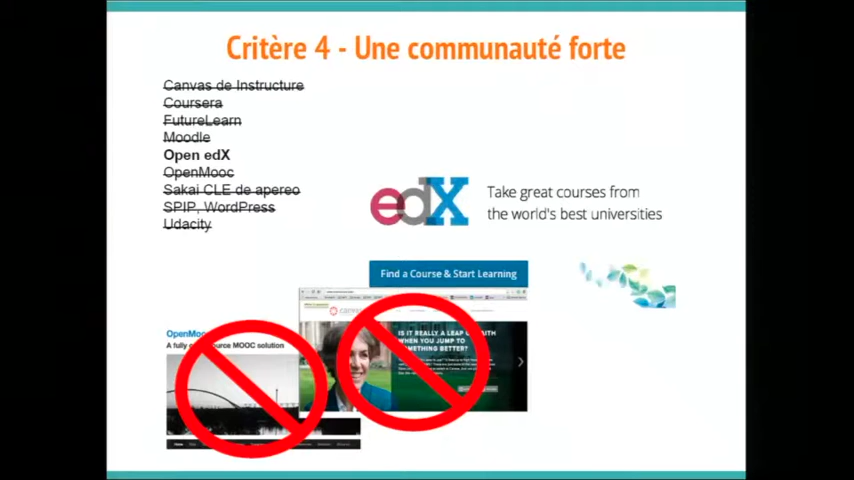 Critère 4 - Une communauté forte
Canvas de Instructure
Coursera
FutureLearn
Moodle
Open edX
OpenMooc
Sakai CLE de apereo
SPIP, WordPress
Udacity
edX
Take great courses from
the world's best universities
Find a Course & Start Learning
IS IT REALLY A LEAP OF FAITH
WHEN YOU JUMP TO
SOMETHING BETTER?
OpenMooc
A fully open source MOOC solution